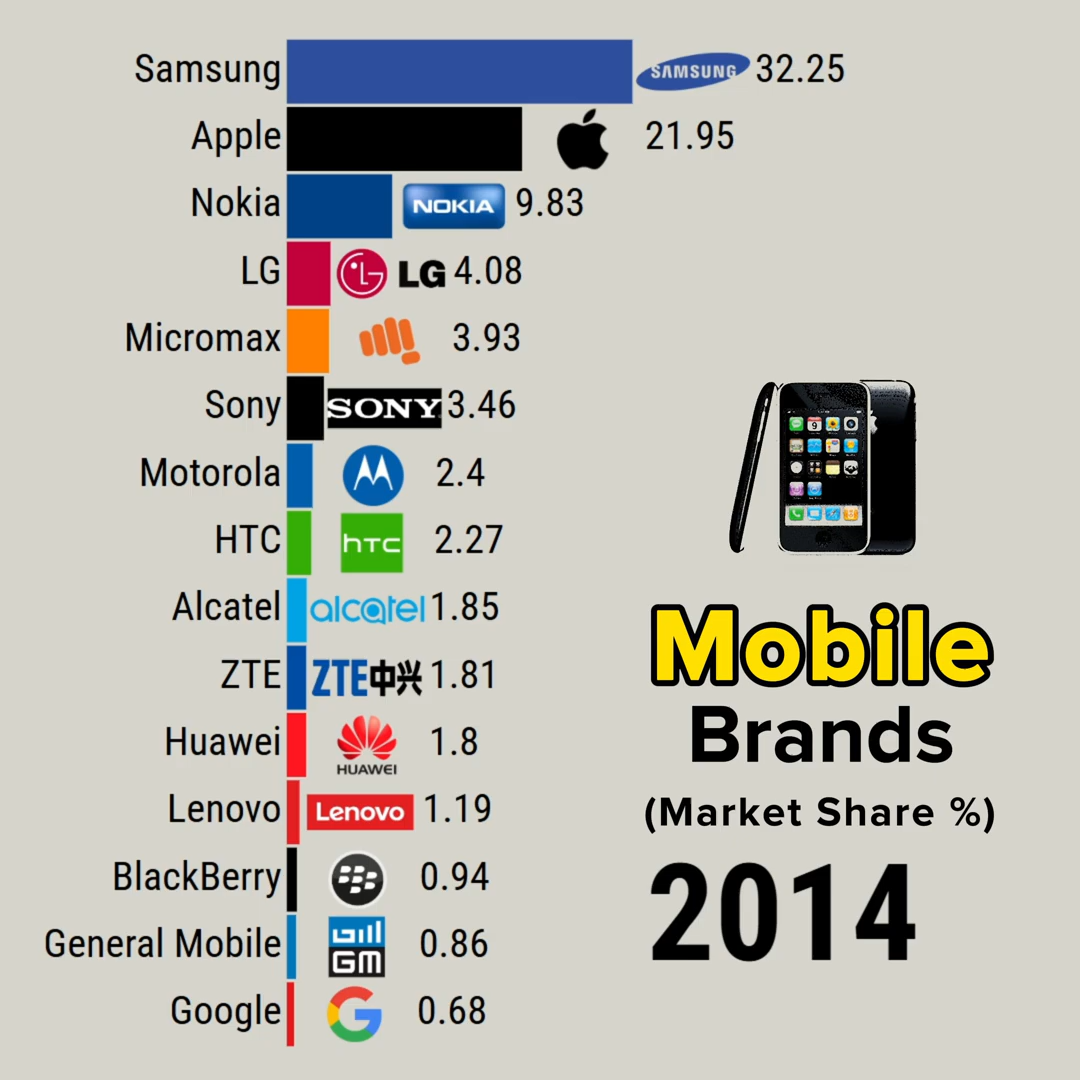 Samsung SAMSUNG 32.25
Apple 21.95
Nokia NOKIA 9.83
LG LG 4.08
Micromax 3.93
Sony SONY 3.46
Motorola 2.4
HTC hTC 2.27
Alcatel alcatel 1.85
ZTE ZTE中兴 1.81
Huawei HUAWEI 1.8
Lenovo Lenovo 1.19
BlackBerry 0.94
General Mobile GM 0.86
Google G 0.68
Mobile
Brands
(Market Share %)
2014